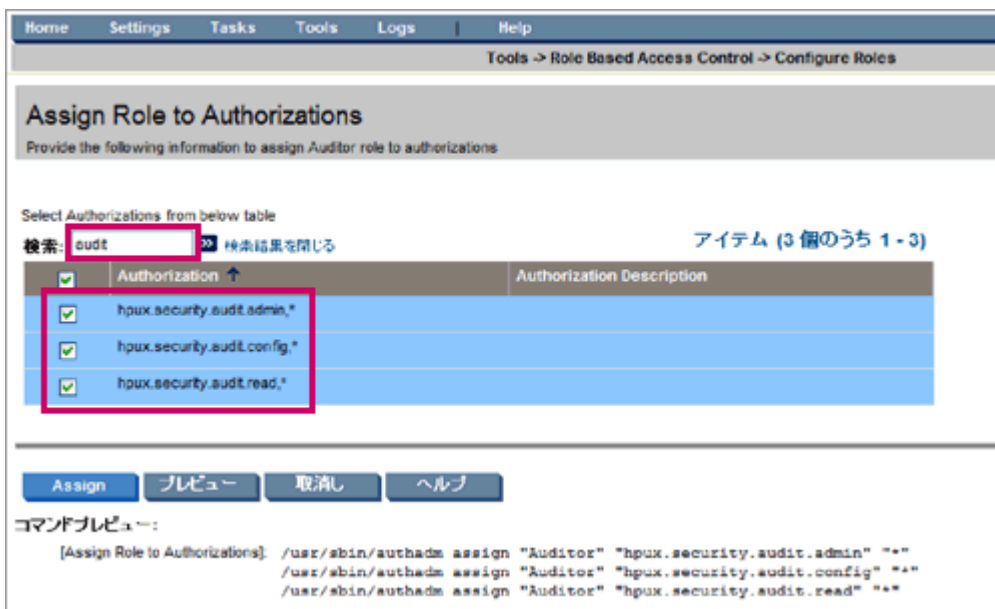 Home Settings Tasks Tools Logs | Help
Tools -> Role Based Access Control -> Configure Roles
Assign Role to Authorizations
Provide the following information to assign Auditor role to authorizations
Select Authorizations from below table
検索: audit 検索結果を閉じる アイテム (3 個のうち 1 - 3)
Authorization ↑ Authorization Description
hpux.security.audit.admin,*
hpux.security.audit.config,*
hpux.security.audit.read,*
Assign プレビュー 取消し ヘルプ
コマンドプレビュー:
[Assign Role to Authorizations]: /usr/sbin/authadm assign "Auditor" "hpux.security.audit.admin" "*"
/usr/sbin/authadm assign "Auditor" "hpux.security.audit.config" "*"
/usr/sbin/authadm assign "Auditor" "hpux.security.audit.read" "*"